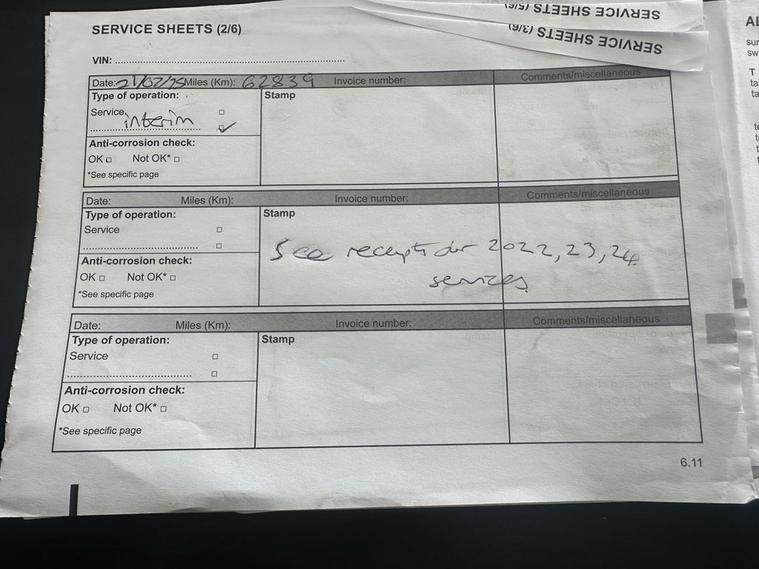 SERVICE SHEETS (5/6)
SERVICE SHEETS (3/6)
SERVICE SHEETS (2/6)
VIN:
Date: 21/07/25 Miles (Km): 62839 Invoice number: Comments/miscellaneous
Type of operation: Stamp
Service
interim
Anti-corrosion check:
OK Not OK*
*See specific page
Date: Miles (Km): Invoice number: Comments/miscellaneous
Type of operation: Stamp
Service
See receipts for 2022, 23, 24
services
Anti-corrosion check:
OK Not OK*
*See specific page
Date: Miles (Km): Invoice number: Comments/miscellaneous
Type of operation: Stamp
Service
Anti-corrosion check:
OK Not OK*
*See specific page
6.11